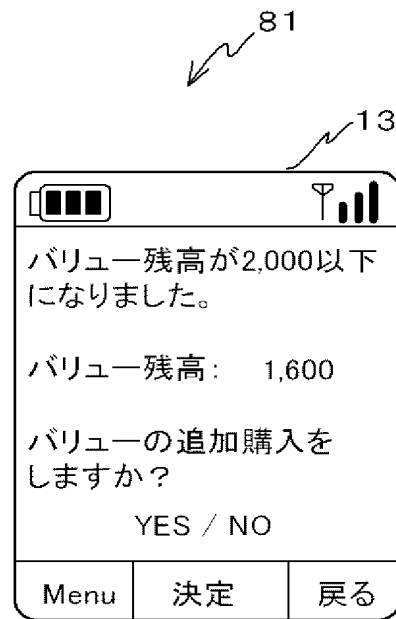 81
13
バリュー残高が2,000以下
になりました。
バリュー残高: 1,600
バリューの追加購入を
しますか？
YES / NO
Menu 決定 戻る